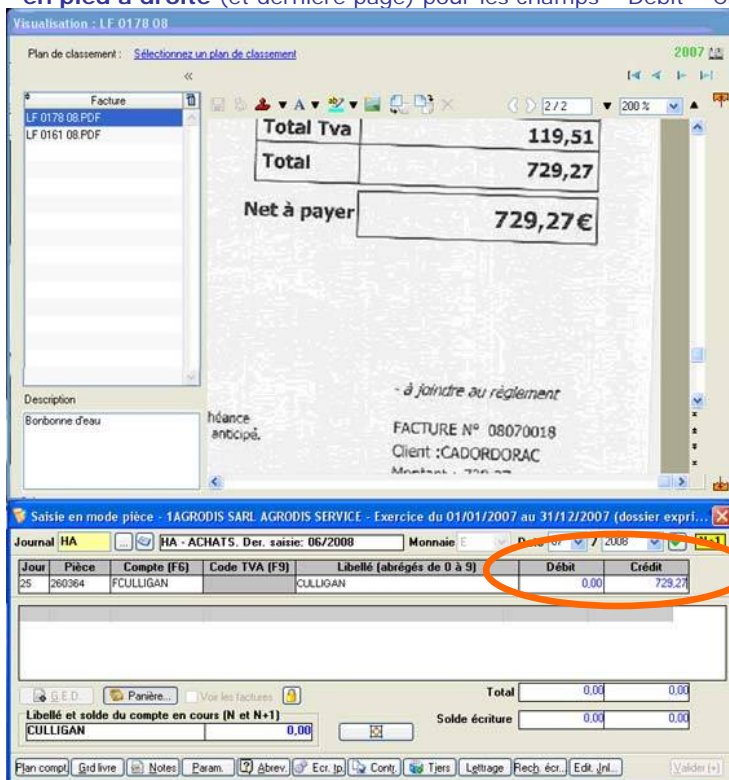 en pied à droite (et dernière page) pour les champs
Visualisation : LF 0178 08
Plan de classement : Sélectionnez un plan de classement
2007
«
Facture
2/2
200 %
LF 0178 08.PDF
LF 0161 08.PDF
Total Tva 119,51
Total 729,27
Net à payer 729,27€
- à joindre au règlement
Description
Bonbonne d'eau
héance
anticipé.
FACTURE N° 08070018
Client :CADORDORAC
Saisie en mode pièce - 1AGRODIS SARL AGRODIS SERVICE - Exercice du 01/01/2007 au 31/12/2007 (dossier expri...
Journal HA ... HA - ACHATS. Der. saisie: 06/2008 Monnaie E / 2008 N+1
Jour Pièce Compte (F6) Code TVA (F9) Libellé (abrégés de 0 à 9) Débit Crédit
25 260364 FCULLIGAN CULLIGAN 0,00 729,27
G.E.D. Panière... Voir les factures
Total 0,00 0,00
Libellé et solde du compte en cours (N et N+1)
CULLIGAN 0,00
Solde écriture 0,00 0,00
Plan compt. Grd livre Notes Param. Abrev. Ecr. tp. Contr. Tiers Lettrage Rech. écr... Edit. Jnl... Valider (+)